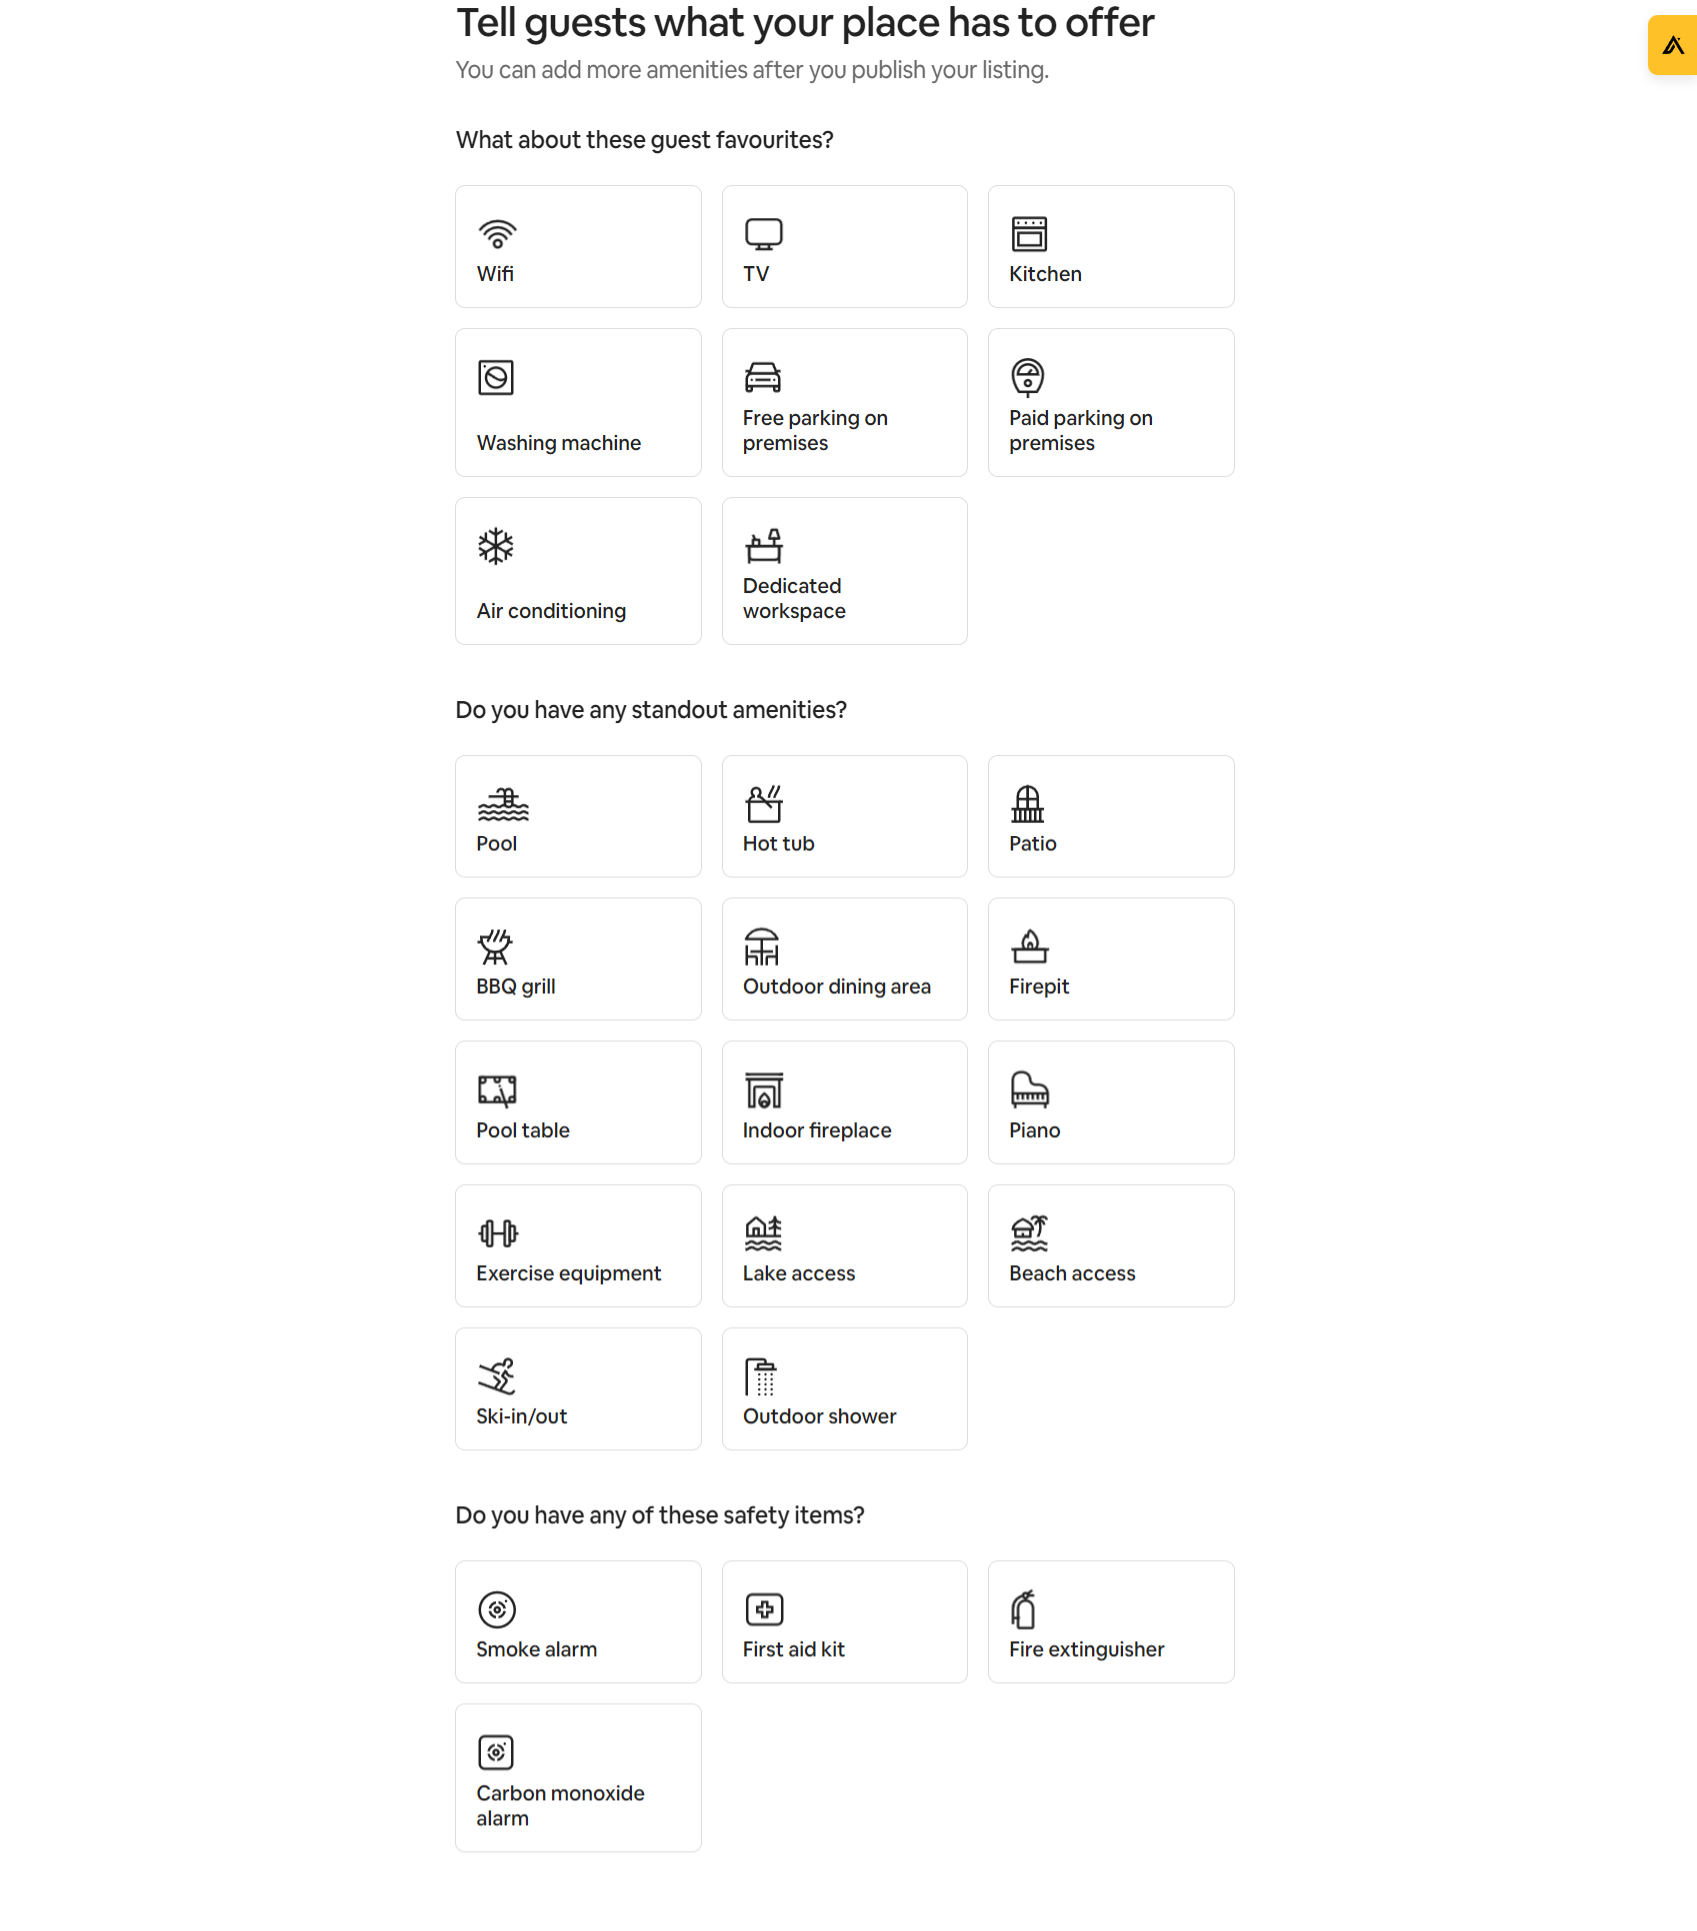 Tell guests what your place has to offer
You can add more amenities after you publish your listing.
What about these guest favourites?
Wifi
TV
Kitchen
Washing machine
Free parking on
premises
Paid parking on
premises
Air conditioning
Dedicated
workspace
Do you have any standout amenities?
Pool
Hot tub
Patio
BBQ grill
Outdoor dining area
Firepit
Pool table
Indoor fireplace
Piano
Exercise equipment
Lake access
Beach access
Ski-in/out
Outdoor shower
Do you have any of these safety items?
Smoke alarm
First aid kit
Fire extinguisher
Carbon monoxide
alarm